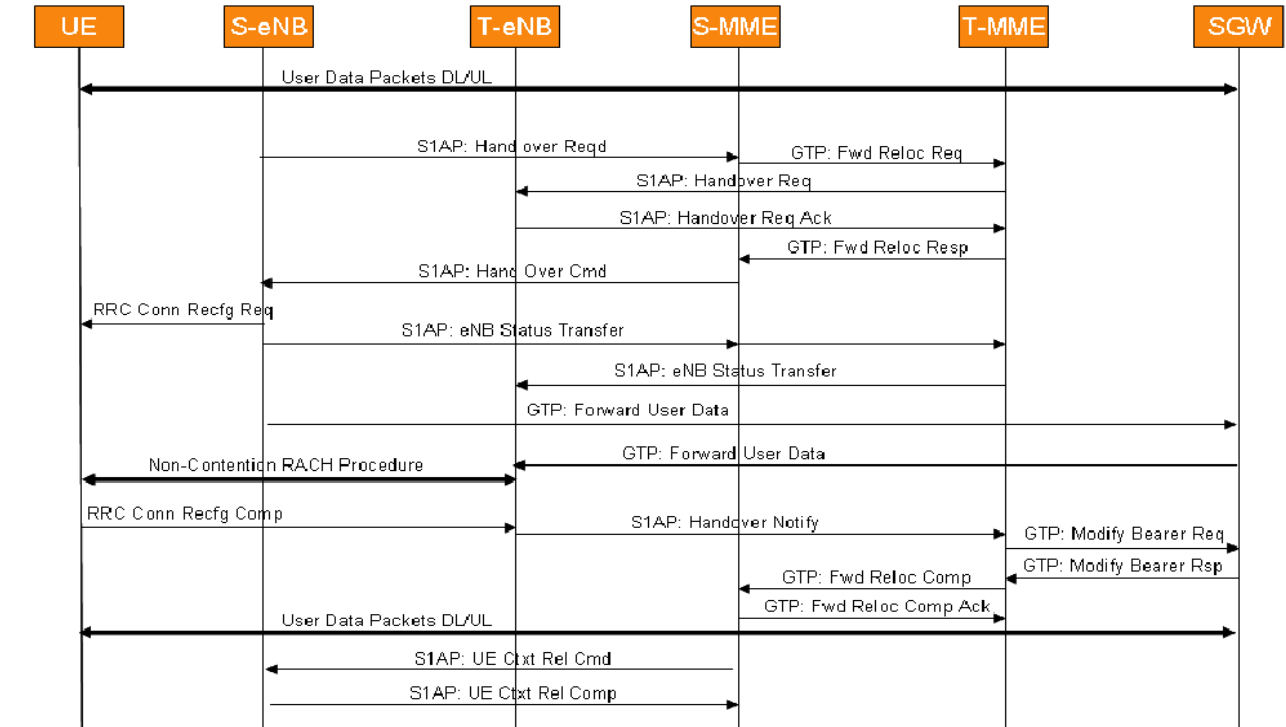 UE
S-eNB
T-eNB
S-MME
T-MME
SGW
User Data Packets DL/UL
S1AP: Hand over Reqd
GTP: Fwd Reloc Req
S1AP: Handover Req
S1AP: Handover Req Ack
GTP: Fwd Reloc Resp
S1AP: Hand Over Cmd
RRC Conn Recfg Req
S1AP: eNB Status Transfer
S1AP: eNB Status Transfer
GTP: Forward User Data
GTP: Forward User Data
Non-Contention RACH Procedure
RRC Conn Recfg Comp
S1AP: Handover Notify
GTP: Modify Bearer Req
GTP: Modify Bearer Rsp
GTP: Fwd Reloc Comp
GTP: Fwd Reloc Comp Ack
User Data Packets DL/UL
S1AP: UE Ctxt Rel Cmd
S1AP: UE Ctxt Rel Comp